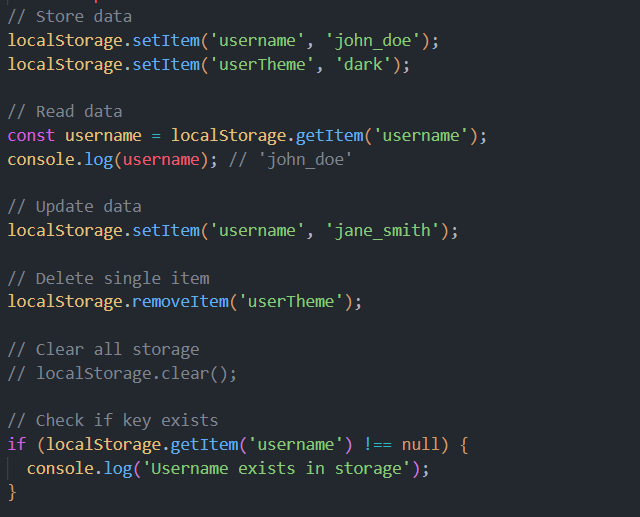 // Store data
localStorage.setItem('username', 'john_doe');
localStorage.setItem('userTheme', 'dark');

// Read data
const username = localStorage.getItem('username');
console.log(username); // 'john_doe'

// Update data
localStorage.setItem('username', 'jane_smith');

// Delete single item
localStorage.removeItem('userTheme');

// Clear all storage
// localStorage.clear();

// Check if key exists
if (localStorage.getItem('username') !== null) {
  console.log('Username exists in storage');
}